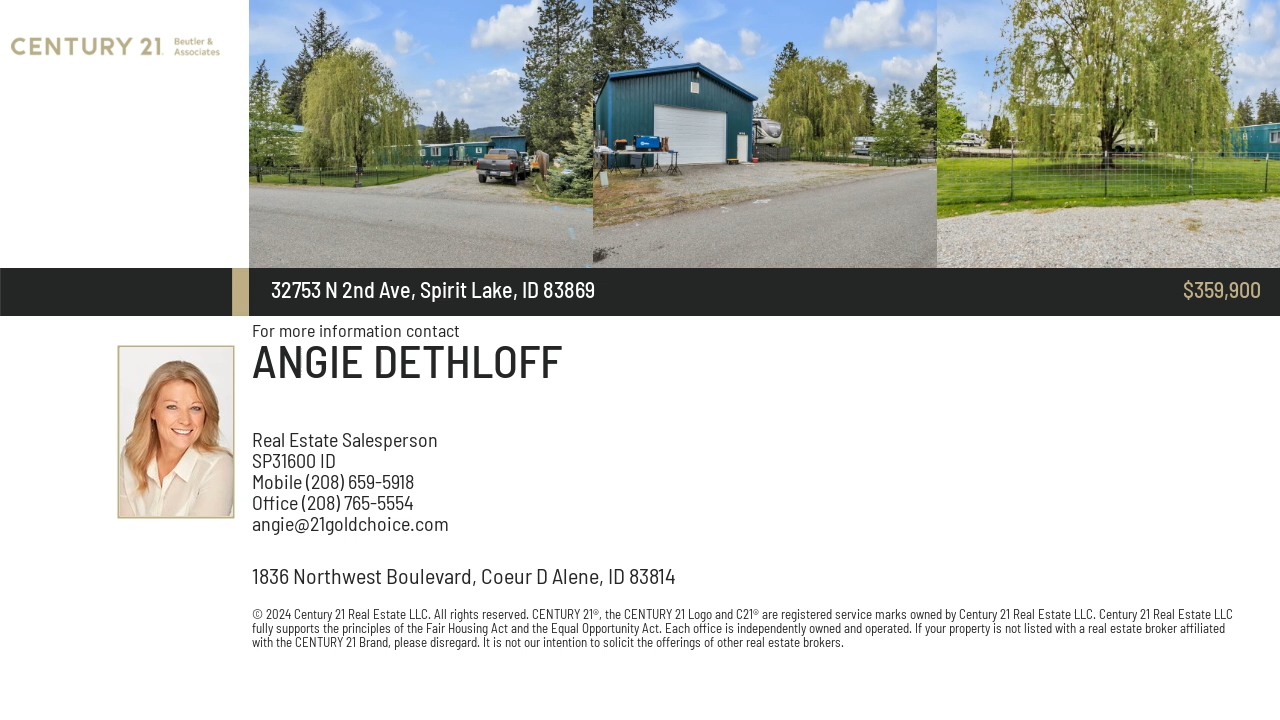 CENTURY 21. Beutler &
Associates
32753 N 2nd Ave, Spirit Lake, ID 83869
$359,900
For more information contact
ANGIE DETHLOFF
Real Estate Salesperson
SP31600 ID
Mobile (208) 659-5918
Office (208) 765-5554
angie@21goldchoice.com
1836 Northwest Boulevard, Coeur D Alene, ID 83814
© 2024 Century 21 Real Estate LLC. All rights reserved. CENTURY 21®, the CENTURY 21 Logo and C21® are registered service marks owned by Century 21 Real Estate LLC. Century 21 Real Estate LLC
fully supports the principles of the Fair Housing Act and the Equal Opportunity Act. Each office is independently owned and operated. If your property is not listed with a real estate broker affiliated
with the CENTURY 21 Brand, please disregard. It is not our intention to solicit the offerings of other real estate brokers.